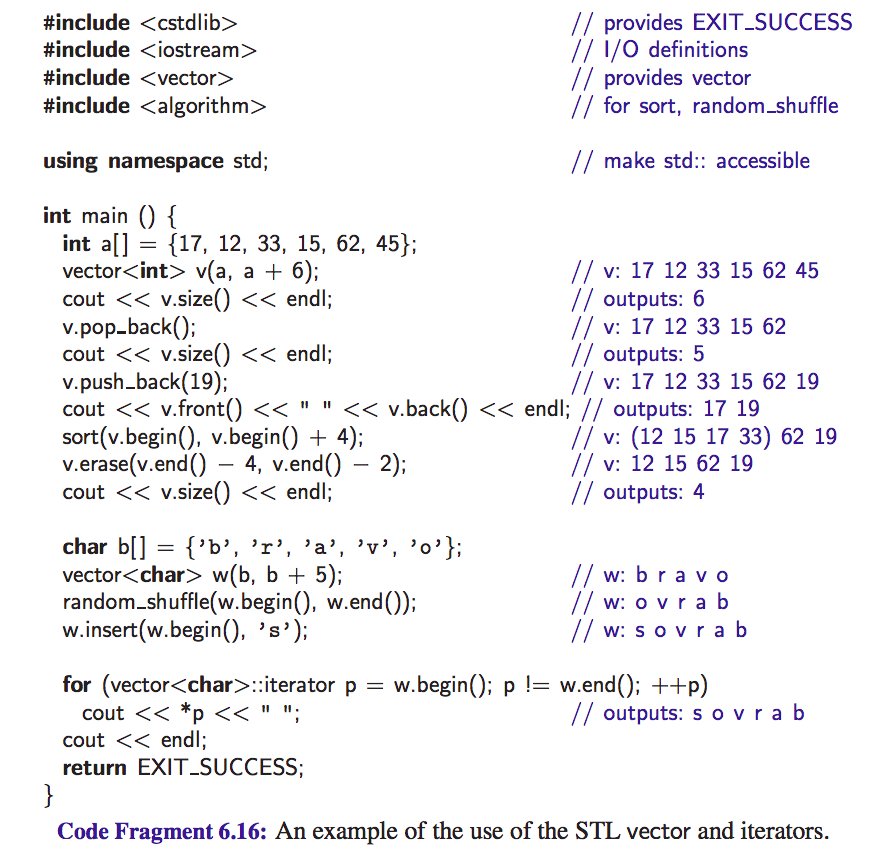 #include <cstdlib> // provides EXIT_SUCCESS
#include <iostream> // I/O definitions
#include <vector> // provides vector
#include <algorithm> // for sort, random_shuffle
using namespace std; // make std:: accessible
int main () {
int a[] = {17, 12, 33, 15, 62, 45};
vector<int> v(a, a + 6); // v: 17 12 33 15 62 45
cout << v.size() << endl; // outputs: 6
v.pop_back(); // v: 17 12 33 15 62
cout << v.size() << endl; // outputs: 5
v.push_back(19); // v: 17 12 33 15 62 19
cout << v.front() << " " << v.back() << endl; // outputs: 17 19
sort(v.begin(), v.begin() + 4); // v: (12 15 17 33) 62 19
v.erase(v.end() − 4, v.end() − 2); // v: 12 15 62 19
cout << v.size() << endl; // outputs: 4
char b[] = {’b’, ’r’, ’a’, ’v’, ’o’};
vector<char> w(b, b + 5); // w: b r a v o
random_shuffle(w.begin(), w.end()); // w: o v r a b
w.insert(w.begin(), ’s’); // w: s o v r a b
for (vector<char>::iterator p = w.begin(); p != w.end(); ++p)
cout << *p << " "; // outputs: s o v r a b
cout << endl;
return EXIT_SUCCESS;
}
Code Fragment 6.16: An example of the use of the STL vector and iterators.